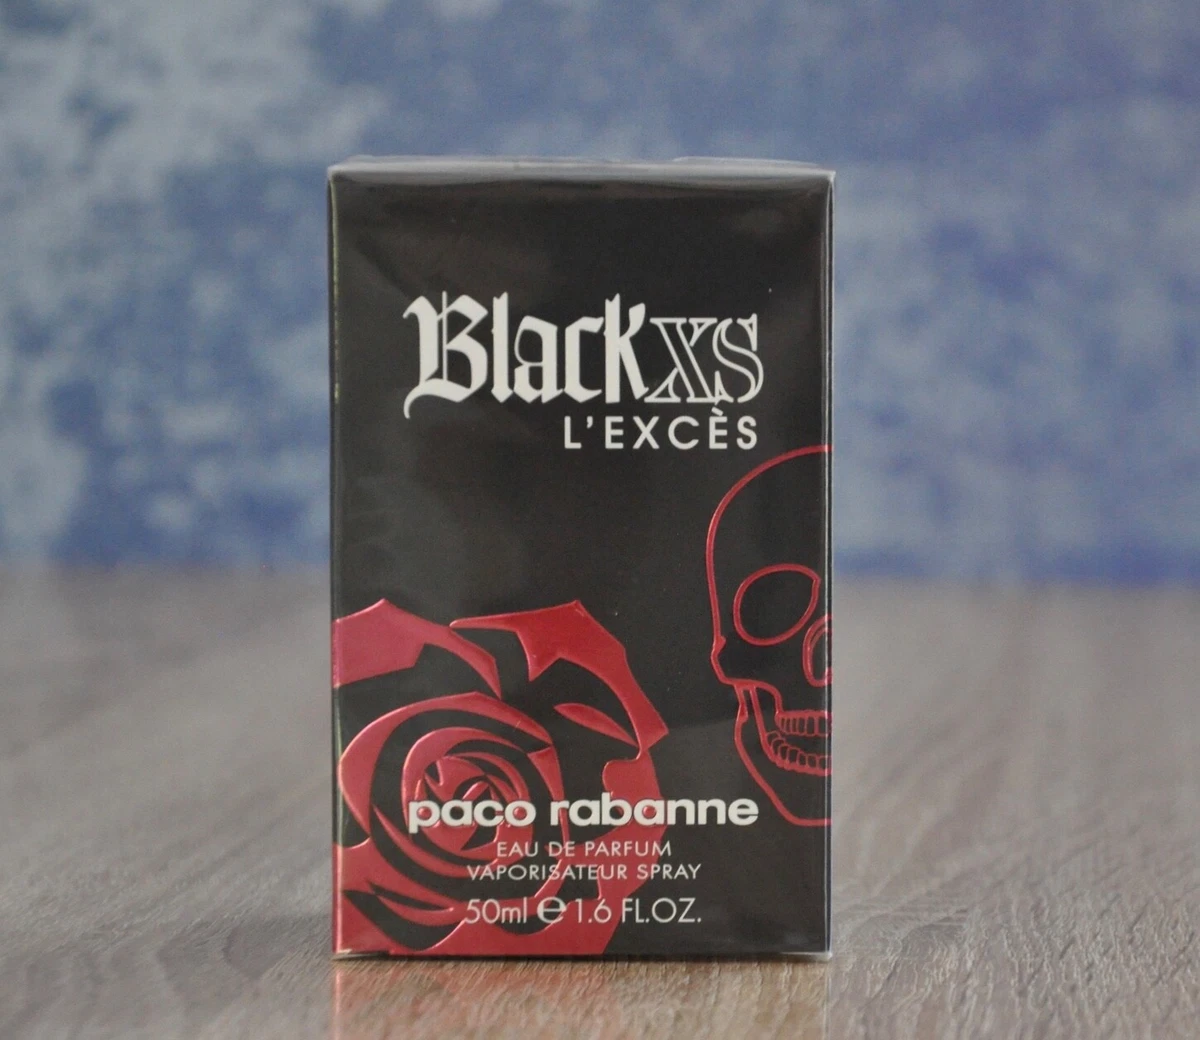 Blackxs
L'EXCÈS
paco rabanne
EAU DE PARFUM
VAPORISATEUR SPRAY
50ml ℮ 1.6 FL.OZ.